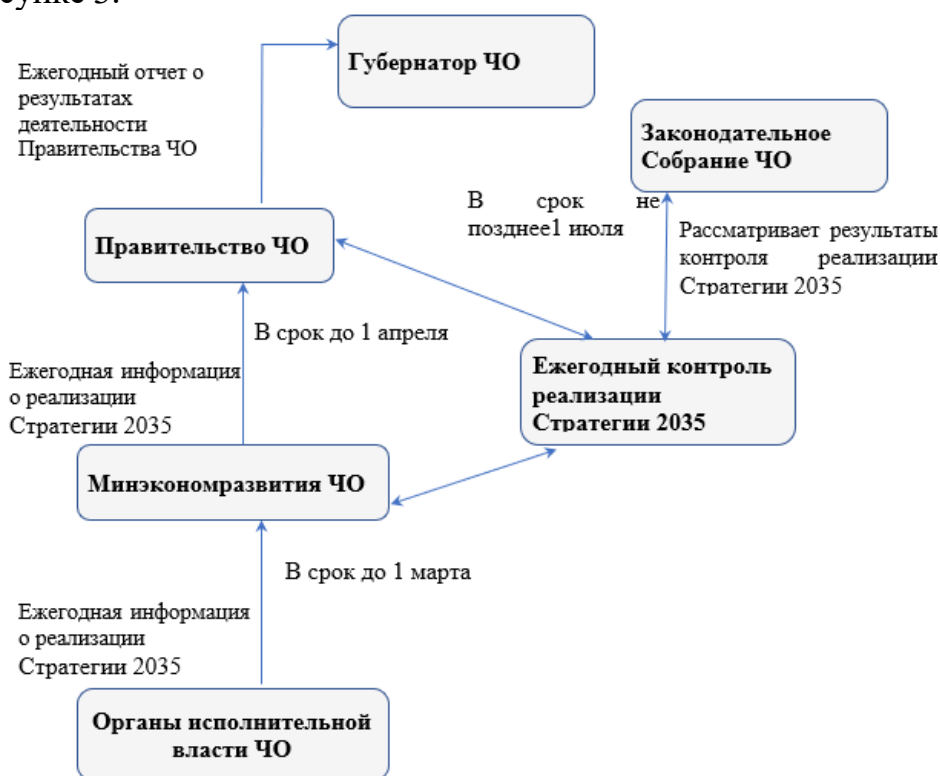 Губернатор ЧО
Ежегодный отчет о
результатах
деятельности
Правительства ЧО
Законодательное
Собрание ЧО
В срок не
позднее1 июля
Правительство ЧО
Рассматривает результаты
контроля реализации
Стратегии 2035
В срок до 1 апреля
Ежегодная информация
о реализации
Стратегии 2035
Ежегодный контроль
реализации
Стратегии 2035
Минэкономразвития ЧО
В срок до 1 марта
Ежегодная информация
о реализации
Стратегии 2035
Органы исполнительной
власти ЧО